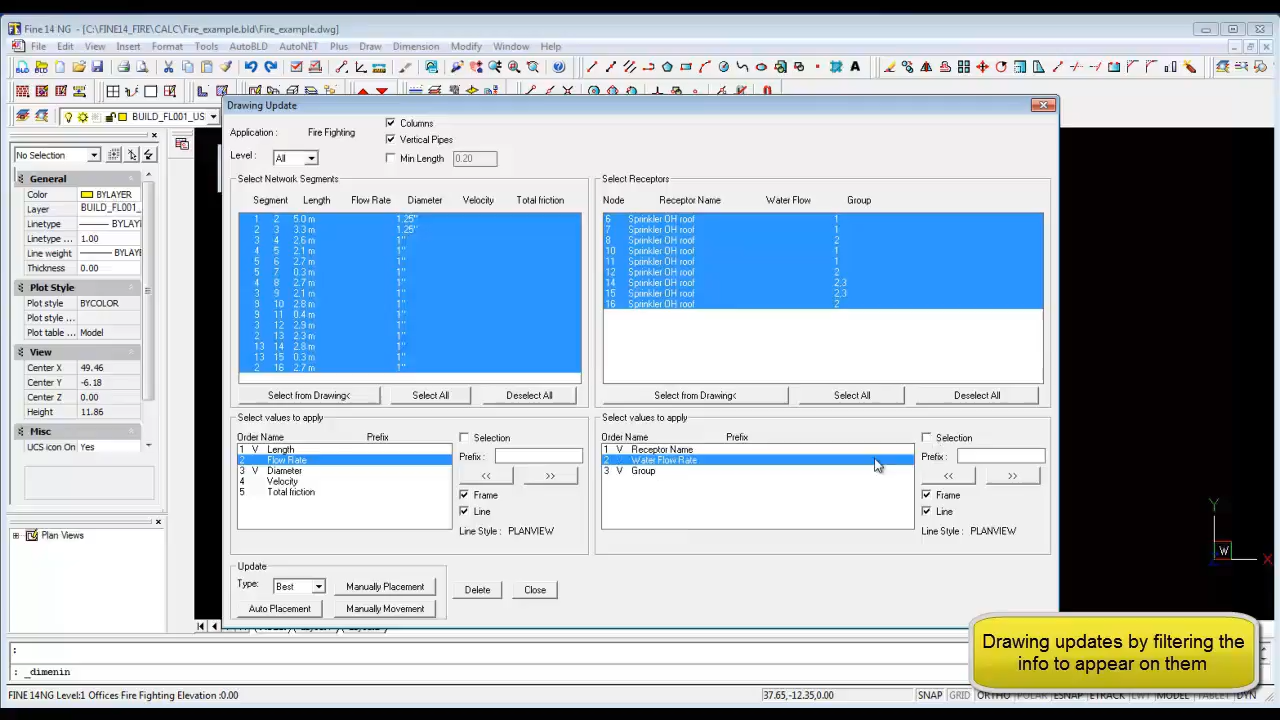 Fine 14 NG - [C:\FINE14_FIRE\CALC\Fire_example.bld\Fire_example.dwg]
File Edit View Insert Format Tools AutoBLD AutoNET Plus Draw Dimension Modify Window Help
BUILD_FL001_US
No Selection
General
Color BYLAYER
Layer BUILD_FL001_
Linetype BYLAY
Linetype ... 1.00
Line weight BYLAYI
Thickness 0.00
Plot Style
Plot style BYCOLOR
Plot style ...
Plot table ... Model
View
Center X 49.46
Center Y -6.18
Center Z 0.00
Height 11.86
Misc
UCS icon On Yes
Plan Views
Drawing Update
Application : Fire Fighting
Level : All
Columns
Vertical Pipes
Min Length 0.20
Select Network Segments
Segment Length Flow Rate Diameter Velocity Total friction
1 2 5.0 m 1.25"
2 3 3.3 m 1.25"
3 4 2.6 m 1"
4 5 2.1 m 1"
5 6 2.7 m 1"
5 7 0.3 m 1"
4 8 2.7 m 1"
3 9 2.1 m 1"
9 10 2.8 m 1"
9 11 0.4 m 1"
3 12 2.9 m 1"
2 13 2.3 m 1"
13 14 2.8 m 1"
13 15 0.3 m 1"
2 16 2.7 m 1"
Select from Drawing< Select All Deselect All
Select Receptors
Node Receptor Name Water Flow Group
6 Sprinkler OH roof 1
7 Sprinkler OH roof 1
8 Sprinkler OH roof 2
10 Sprinkler OH roof 1
11 Sprinkler OH roof 1
12 Sprinkler OH roof 2
14 Sprinkler OH roof 2,3
15 Sprinkler OH roof 2,3
16 Sprinkler OH roof 2
Select from Drawing< Select All Deselect All
Select values to apply
Order Name Prefix
1 V Length
2 Flow Rate
3 V Diameter
4 Velocity
5 Total friction
Selection
Prefix :
<< >>
Frame
Line
Line Style : PLANVIEW
Select values to apply
Order Name Prefix
1 V Receptor Name
2 Water Flow Rate
3 V Group
Selection
Prefix :
<< >>
Frame
Line
Line Style : PLANVIEW
Update
Type: Best Manually Placement
Auto Placement Manually Movement
Delete Close
Y
W
X
Drawing updates by filtering the
info to appear on them
:
: _dimenin
FINE 14NG Level:1 Offices Fire Fighting Elevation :0.00 37.65,-12.35,0.00 SNAP GRID ORTHO POLAR ESNAP ETRACK LWT MODEL TABLET DYN